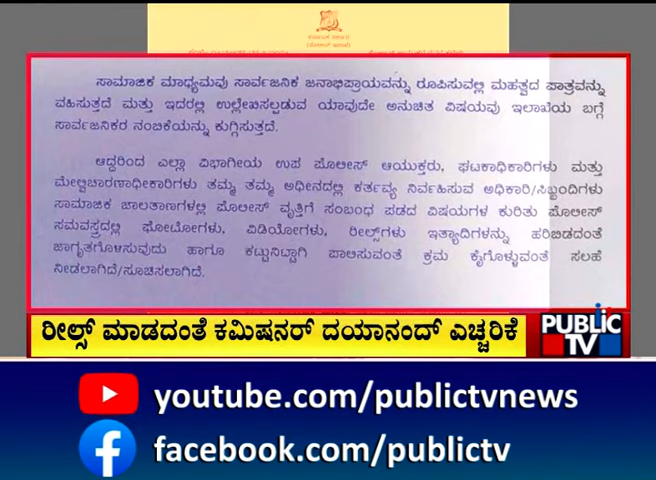 ಸಾಮಾಜಿಕ ಮಾಧ್ಯಮವು ಸಾರ್ವಜನಿಕ ಜನಾಭಿಪ್ರಾಯವನ್ನು ರೂಪಿಸುವಲ್ಲಿ ಮಹತ್ವದ ಪಾತ್ರವನ್ನು
ವಹಿಸುತ್ತದೆ ಮತ್ತು ಇದರಲ್ಲಿ ಉಲ್ಲೇಖಿಸಲ್ಪಡುವ ಯಾವುದೇ ಅನುಚಿತ ವಿಷಯವು ಇಲಾಖೆಯ ಬಗ್ಗೆ
ಸಾರ್ವಜನಿಕರ ನಂಬಿಕೆಯನ್ನು ಕುಗ್ಗಿಸುತ್ತದೆ.
ಆದ್ದರಿಂದ ಎಲ್ಲಾ ವಿಭಾಗೀಯ ಉಪ ಪೊಲೀಸ್ ಆಯುಕ್ತರು, ಘಟಕಾಧಿಕಾರಿಗಳು ಮತ್ತು
ಮೇಲ್ವಿಚಾರಣಾಧೀಕಾರಿಗಳು ತಮ್ಮ ತಮ್ಮ ಅಧೀನದಲ್ಲಿ ಕರ್ತವ್ಯ ನಿರ್ವಹಿಸುವ ಅಧಿಕಾರಿ/ಸಿಬ್ಬಂದಿಗಳು
ಸಾಮಾಜಿಕ ಜಾಲತಾಣಗಳಲ್ಲಿ ಪೊಲೀಸ್ ವೃತ್ತಿಗೆ ಸಂಬಂಧ ಪಡದ ವಿಷಯಗಳ ಕುರಿತು ಪೊಲೀಸ್
ಸಮವಸ್ತ್ರದಲ್ಲಿ ಫೋಟೋಗಳು, ವಿಡಿಯೋಗಳು, ರೀಲ್ಸ್‌ಗಳು ಇತ್ಯಾದಿಗಳನ್ನು ಹರಿಬಿಡದಂತೆ
ಜಾಗೃತಗೊಳಸುವುದು ಹಾಗೂ ಕಟ್ಟುನಿಟ್ಟಾಗಿ ಪಾಲಸುವಂತೆ ಕ್ರಮ ಕೈಗೊಳ್ಳುವಂತೆ ಸಲಹೆ
ನೀಡಲಾಗಿದೆ/ಸೂಚಿಸಲಾಗಿದೆ.
ರೀಲ್ಸ್ ಮಾಡದಂತೆ ಕಮಿಷನರ್ ದಯಾನಂದ್ ಎಚ್ಚರಿಕೆ
PUBLiC
TV
youtube.com/publictvnews
facebook.com/publictv